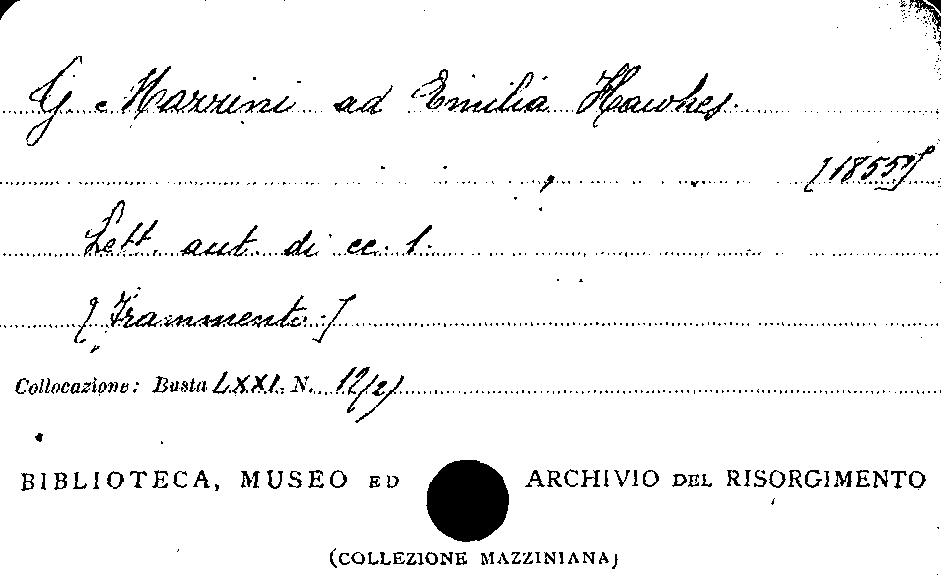 G. Mazzini ad Emilia Hawkes.
[1855?]
Lett. aut. di cc. 1.
[Frammento.]
Collocazione: Busta LXXI. N. 12/2)
BIBLIOTECA, MUSEO ED ARCHIVIO DEL RISORGIMENTO
(COLLEZIONE MAZZINIANA)